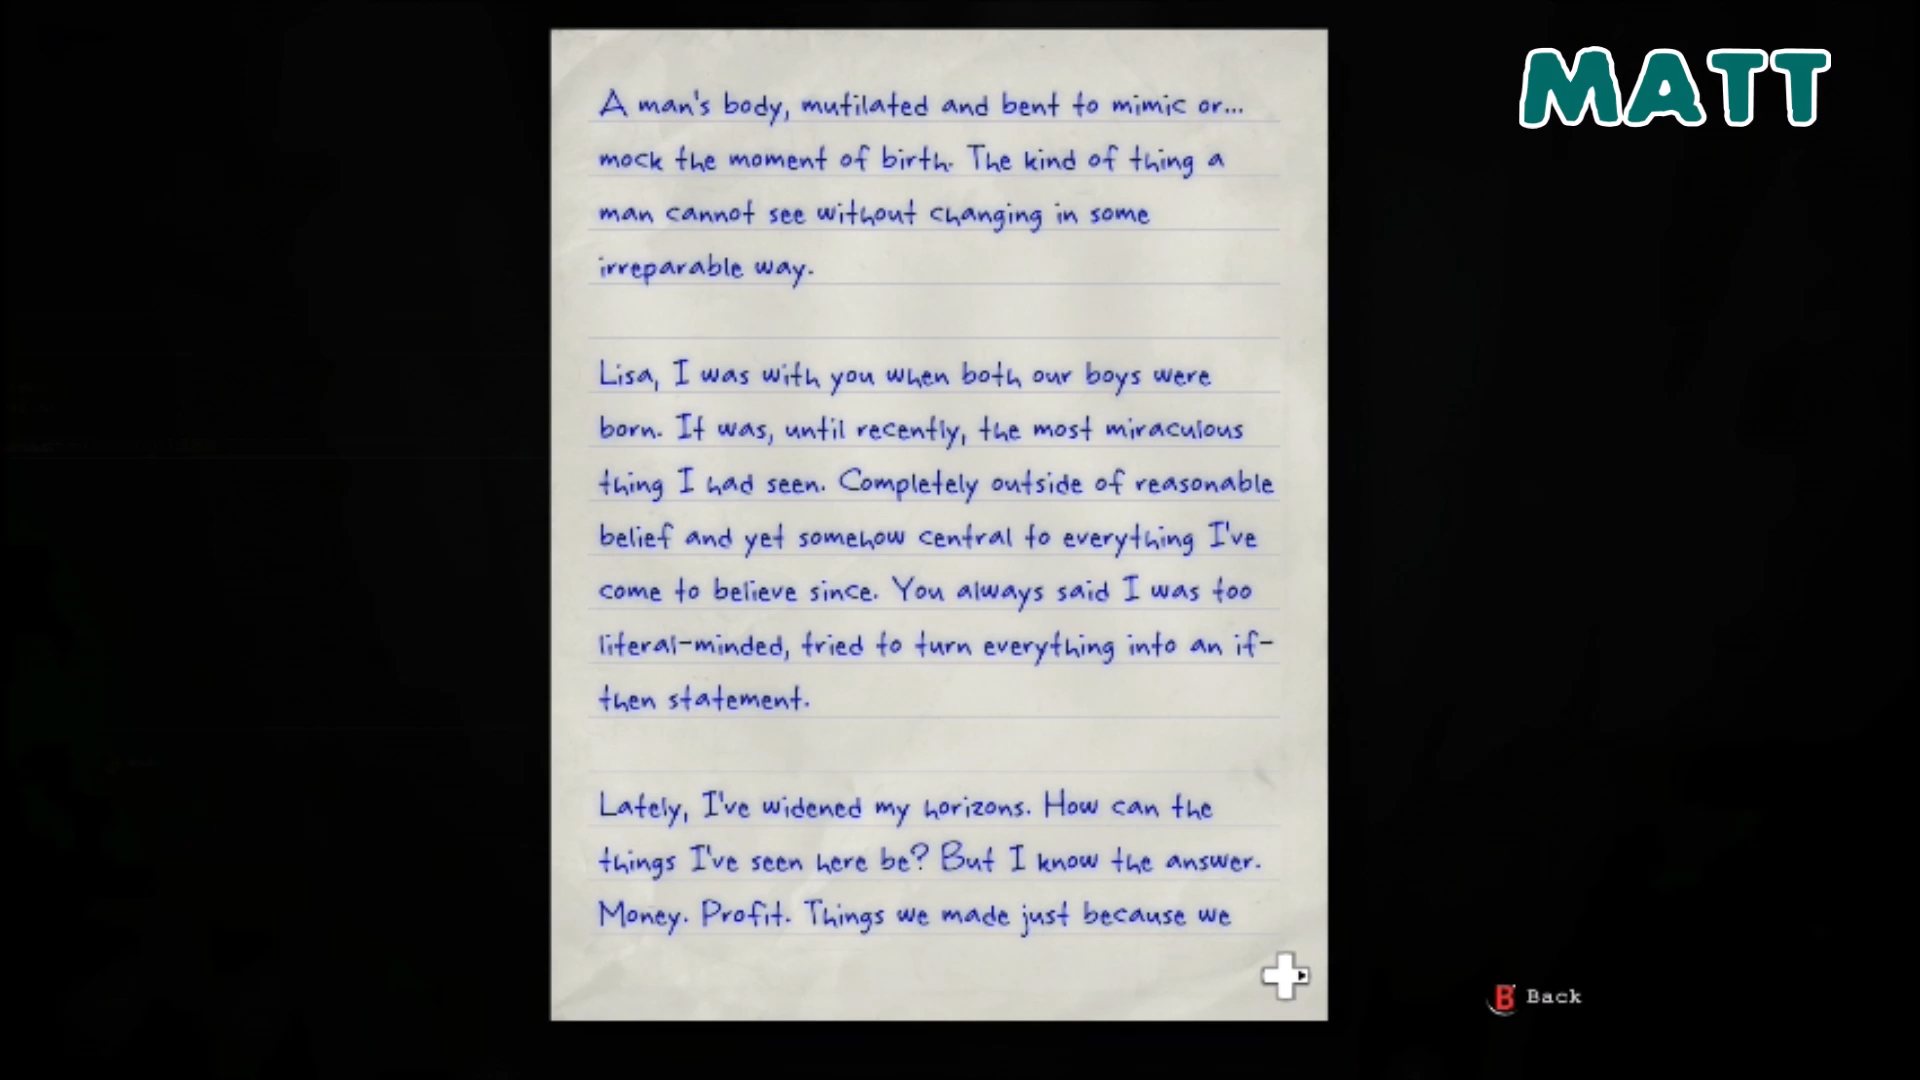 MATT
A man's body, mutilated and bent to mimic or...
mock the moment of birth. The kind of thing a
man cannot see without changing in some
irreparable way.
Lisa, I was with you when both our boys were
born. It was, until recently, the most miraculous
thing I had seen. Completely outside of reasonable
belief and yet somehow central to everything I've
come to believe since. You always said I was too
literal-minded, tried to turn everything into an if-
then statement.
Lately, I've widened my horizons. How can the
things I've seen here be? But I know the answer.
Money. Profit. Things we made just because we
B Back